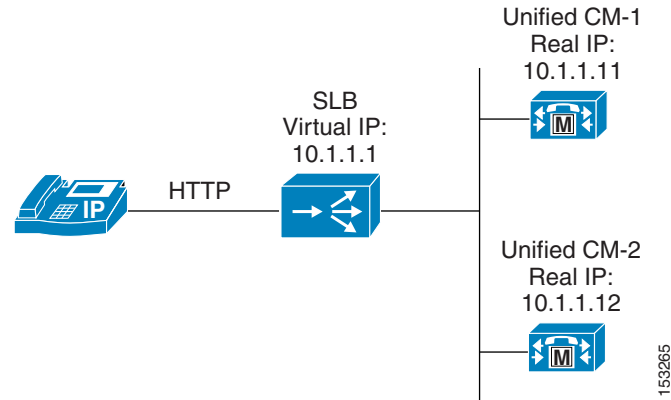 Unified CM-1
Real IP:
10.1.1.11
M
SLB
Virtual IP:
10.1.1.1
HTTP
IP
Unified CM-2
Real IP:
10.1.1.12
M
153265